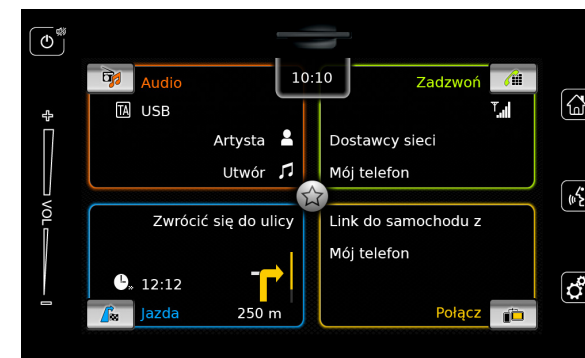 10:10
Audio
TA USB
Artysta
Utwór
Zadzwoń
Dostawcy sieci
Mój telefon
VOL
Zwrócić się do ulicy
12:12
Jazda 250 m
Link do samochodu z
Mój telefon
Połącz